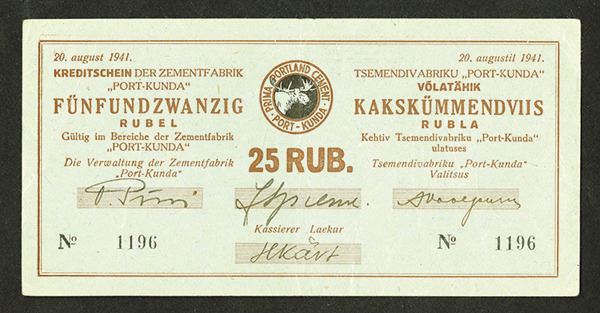 20. august 1941.
KREDITSCHEIN DER ZEMENTFABRIK
„PORT-KUNDA"
FÜNFUNDZWANZIG
RUBEL
Gültig im Bereiche der Zementfabrik
„PORT-KUNDA"
Die Verwaltung der Zementfabrik
„Port-Kunda"
№ 1196
PRIMA PORTLAND CEMENT
PORT-KUNDA
25 RUB.
Kassierer Laekur
20. augustil 1941.
TSEMENDIVABRIKU „PORT-KUNDA"
VÕLATÄHIK
KAKSKÜMMENDVIIS
RUBLA
Kehtiv Tsemendivabriku „Port-Kunda"
ulatuses
Tsemendivabriku „Port-Kunda"
Valitsus
№ 1196